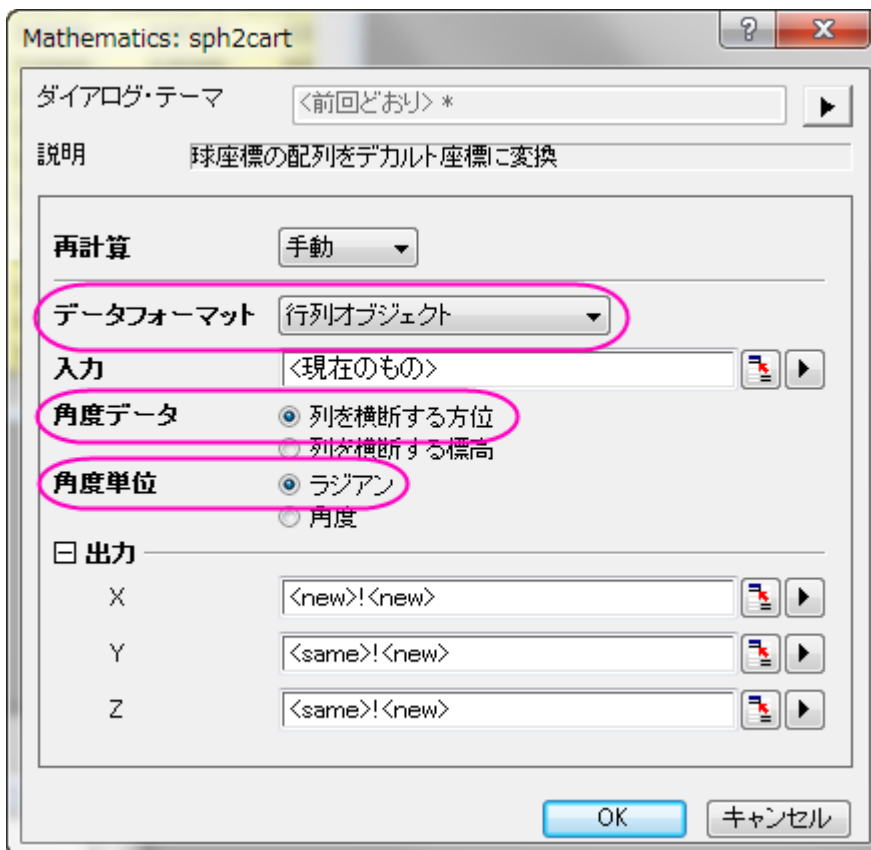 Mathematics: sph2cart
ダイアログ・テーマ <前回どおり> *
説明 球座標の配列をデカルト座標に変換
再計算 手動
データフォーマット 行列オブジェクト
入力 <現在のもの>
角度データ 列を横断する方位
列を横断する標高
角度単位 ラジアン
角度
出力
X <new>!<new>
Y <same>!<new>
Z <same>!<new>
OK キャンセル